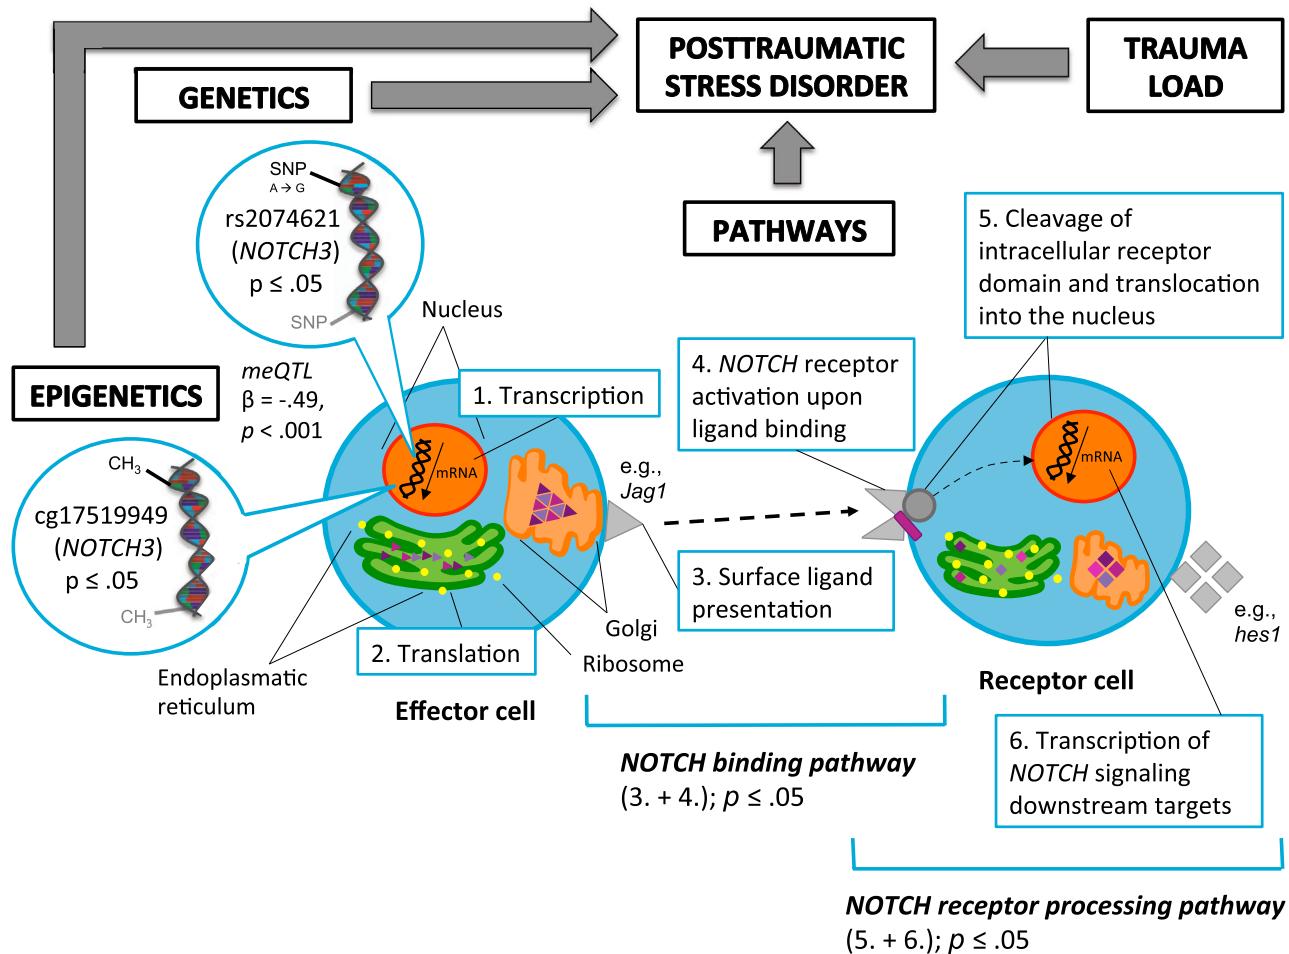 POSTTRAUMATIC
STRESS DISORDER
TRAUMA
LOAD
GENETICS
PATHWAYS
EPIGENETICS
SNP
A → G
rs2074621
(NOTCH3)
p ≤ .05
SNP
meQTL
β = -.49,
p < .001
CH3
cg17519949
(NOTCH3)
p ≤ .05
CH3
Nucleus
1. Transcription
mRNA
e.g.,
Jag1
2. Translation
Golgi
Ribosome
Endoplasmatic
reticulum
Effector cell
3. Surface ligand
presentation
4. NOTCH receptor
activation upon
ligand binding
5. Cleavage of
intracellular receptor
domain and translocation
into the nucleus
mRNA
e.g.,
hes1
Receptor cell
6. Transcription of
NOTCH signaling
downstream targets
NOTCH binding pathway
(3. + 4.); p ≤ .05
NOTCH receptor processing pathway
(5. + 6.); p ≤ .05